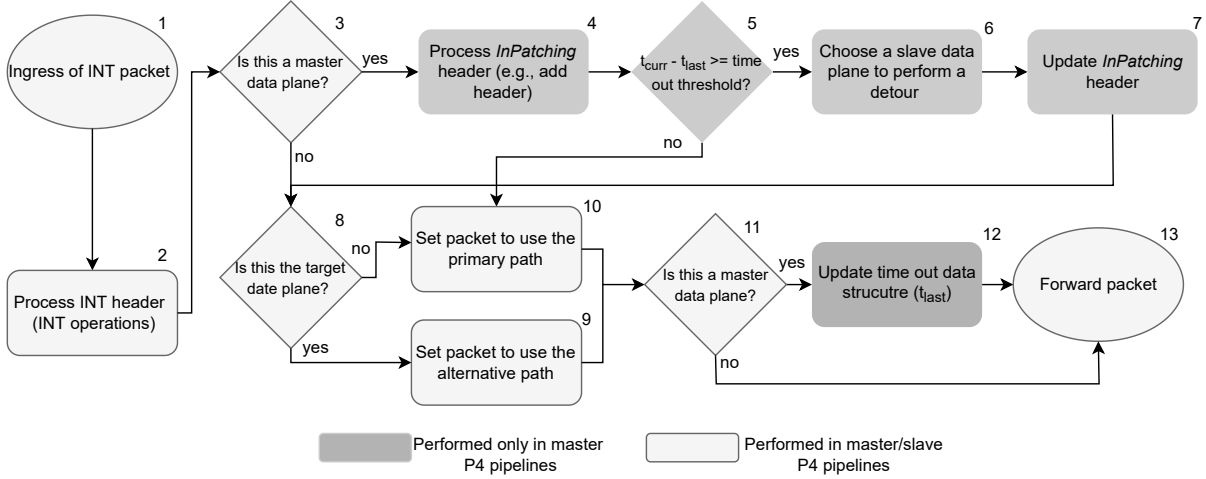 1
Ingress of INT packet
2
Process INT header
(INT operations)
3
Is this a master
data plane?
yes
no
4
Process InPatching
header (e.g., add
header)
5
t_curr - t_last >= time
out threshold?
yes
no
6
Choose a slave data
plane to perform a
detour
7
Update InPatching
header
8
Is this the target
date plane?
no
yes
10
Set packet to use the
primary path
9
Set packet to use the
alternative path
11
Is this a master
data plane?
yes
no
12
Update time out data
strucutre (t_last)
13
Forward packet
Performed only in master
P4 pipelines
Performed in master/slave
P4 pipelines